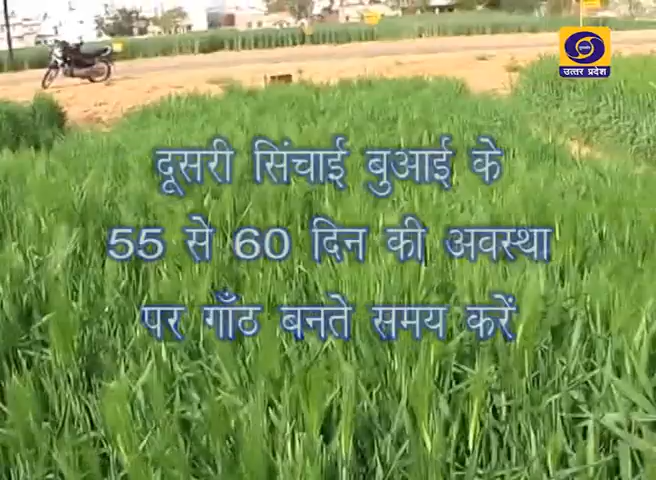 उत्तर प्रदेश
दूसरी सिंचाई बुआई के
55 से 60 दिन की अवस्था
पर गाँठ बनते समय करें